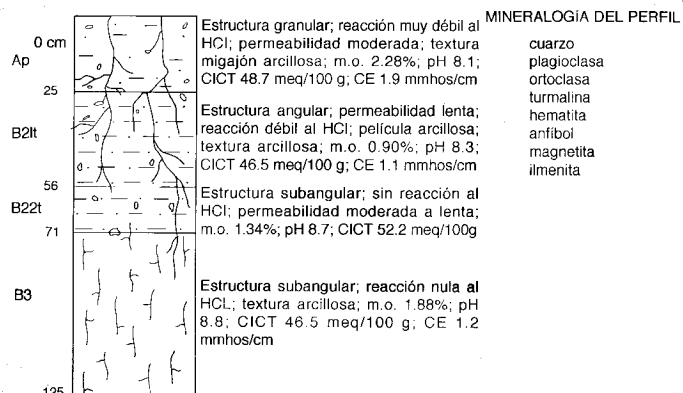 MINERALOGÍA DEL PERFIL
0 cm
Ap
Estructura granular; reacción muy débil al
HCl; permeabilidad moderada; textura
migajón arcillosa; m.o. 2.28%; pH 8.1;
CICT 48.7 meq/100 g; CE 1.9 mmhos/cm
cuarzo
plagioclasa
ortoclasa
turmalina
hematita
anfíbol
magnetita
ilmenita
25
B2lt
Estructura angular; permeabilidad lenta;
reacción débil al HCl; película arcillosa;
textura arcillosa; m.o. 0.90%; pH 8.3;
CICT 46.5 meq/100 g; CE 1.1 mmhos/cm
56
B22t
Estructura subangular; sin reacción al
HCl; permeabilidad moderada a lenta;
m.o. 1.34%; pH 8.7; CICT 52.2 meq/100g
71
B3
Estructura subangular; reacción nula al
HCL; textura arcillosa; m.o. 1.88%; pH
8.8; CICT 46.5 meq/100 g; CE 1.2
mmhos/cm
125